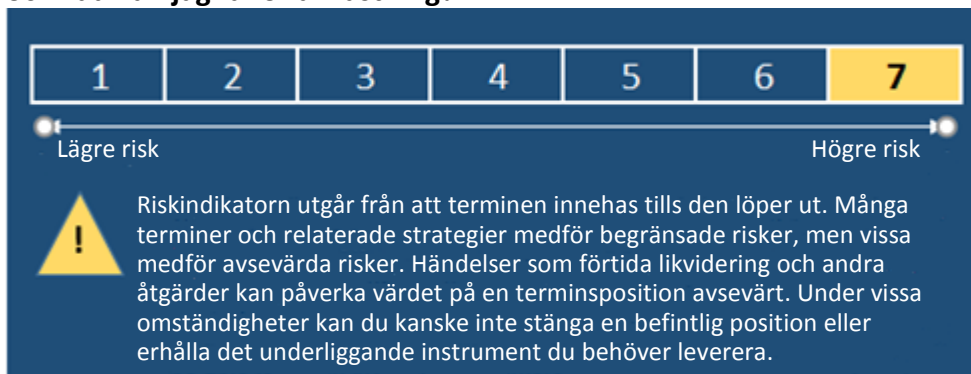 1 2 3 4 5 6 7
Lägre risk Högre risk
Riskindikatorn utgår från att terminen innehas tills den löper ut. Många
! terminer och relaterade strategier medför begränsade risker, men vissa
medför avsevärda risker. Händelser som förtida likvidering och andra
åtgärder kan påverka värdet på en terminsposition avsevärt. Under vissa
omständigheter kan du kanske inte stänga en befintlig position eller
erhålla det underliggande instrument du behöver leverera.